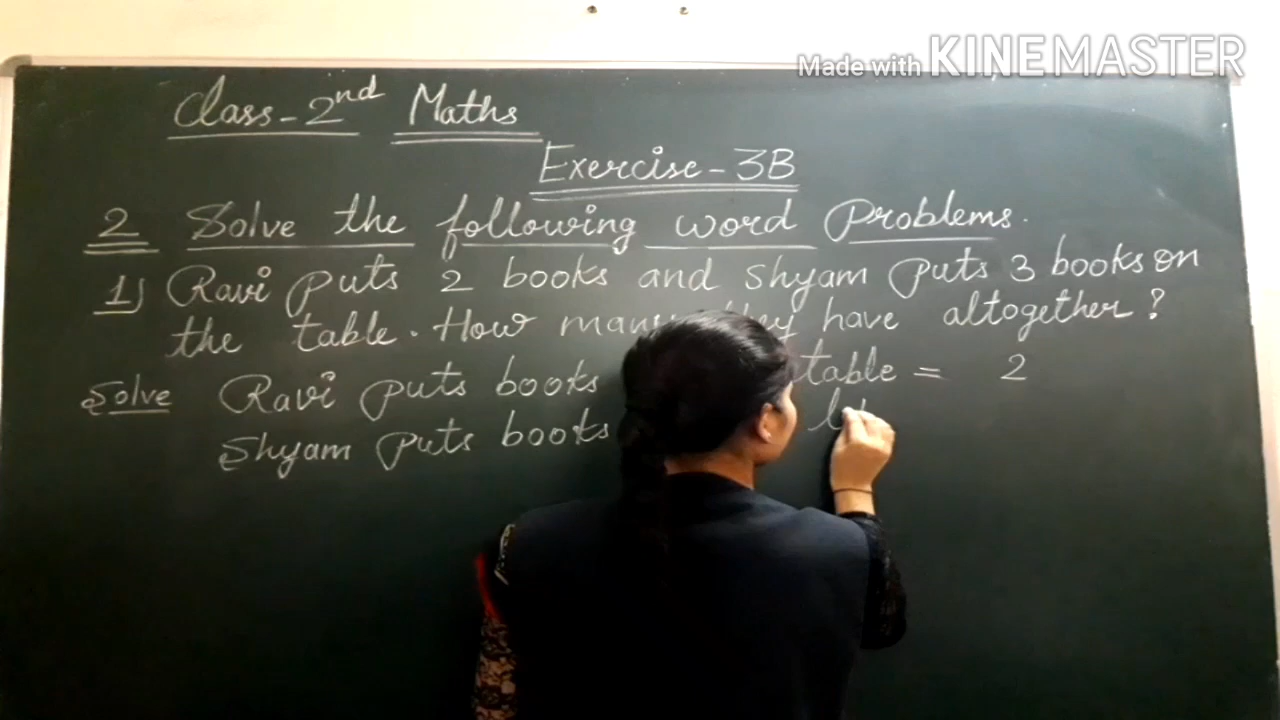 Made with KINEMASTER
Class-2nd Maths
Exercise-3B
2 Solve the following word Problems.
1) Ravi puts 2 books and Shyam puts 3 books on
the table. How many they have altogether?
Solve Ravi puts books table = 2
Shyam puts books